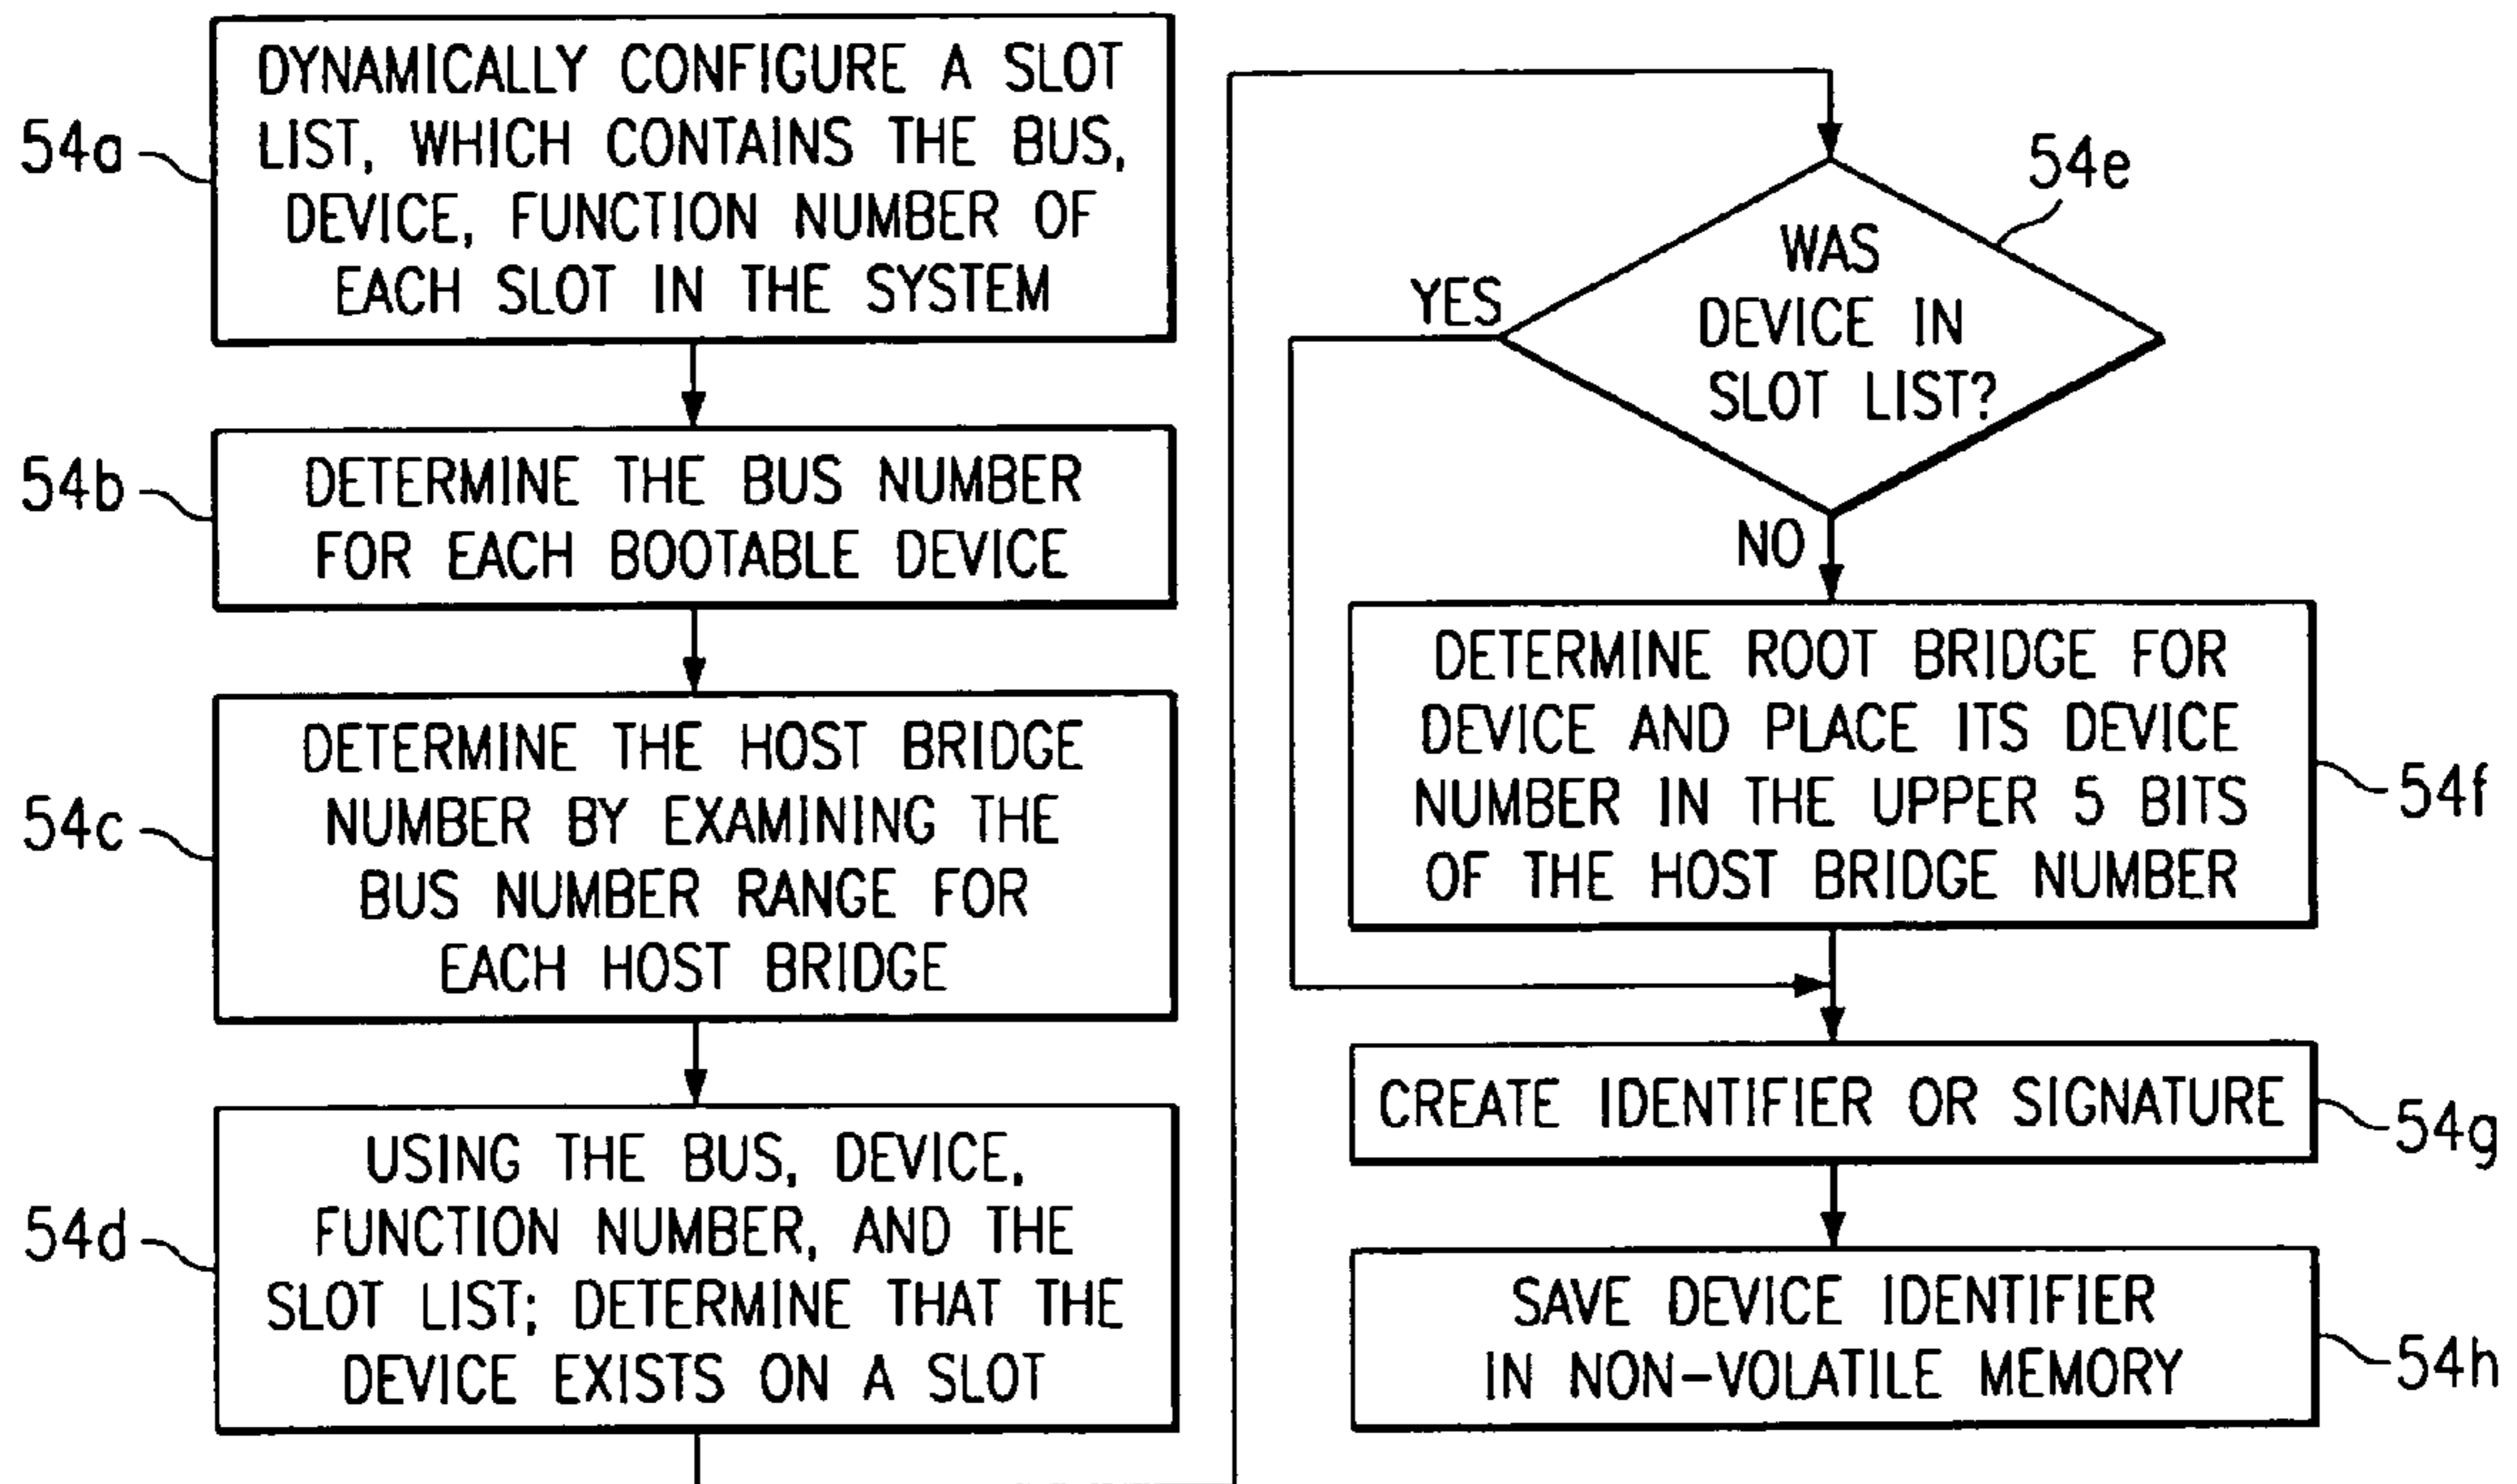 54a
DYNAMICALLY CONFIGURE A SLOT
LIST, WHICH CONTAINS THE BUS,
DEVICE, FUNCTION NUMBER OF
EACH SLOT IN THE SYSTEM
54b
DETERMINE THE BUS NUMBER
FOR EACH BOOTABLE DEVICE
54c
DETERMINE THE HOST BRIDGE
NUMBER BY EXAMINING THE
BUS NUMBER RANGE FOR
EACH HOST BRIDGE
54d
USING THE BUS, DEVICE,
FUNCTION NUMBER, AND THE
SLOT LIST; DETERMINE THAT THE
DEVICE EXISTS ON A SLOT
54e
WAS
DEVICE IN
SLOT LIST?
YES
NO
DETERMINE ROOT BRIDGE FOR
DEVICE AND PLACE ITS DEVICE
NUMBER IN THE UPPER 5 BITS
OF THE HOST BRIDGE NUMBER
54f
CREATE IDENTIFIER OR SIGNATURE
54g
SAVE DEVICE IDENTIFIER
IN NON-VOLATILE MEMORY
54h